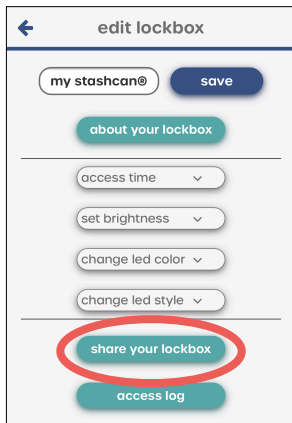 edit lockbox
my stashcan® save
about your lockbox
access time
set brightness
change led color
change led style
share your lockbox
access log